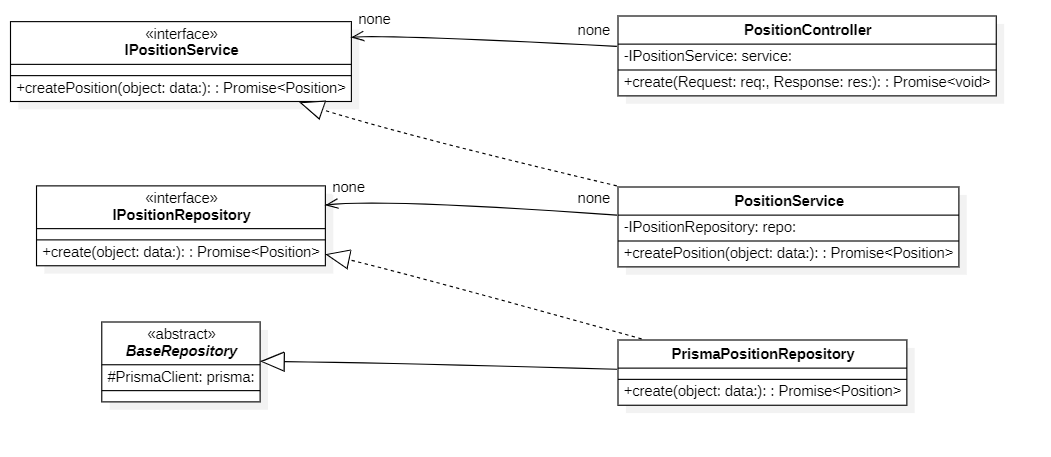 «interface»
IPositionService
+createPosition(object: data:): : Promise<Position>
none
none
PositionController
-IPositionService: service:
+create(Request: req:, Response: res:): : Promise<void>
«interface»
IPositionRepository
+create(object: data:): : Promise<Position>
none
none
PositionService
-IPositionRepository: repo:
+createPosition(object: data:): : Promise<Position>
«abstract»
BaseRepository
#PrismaClient: prisma:
PrismaPositionRepository
+create(object: data:): : Promise<Position>